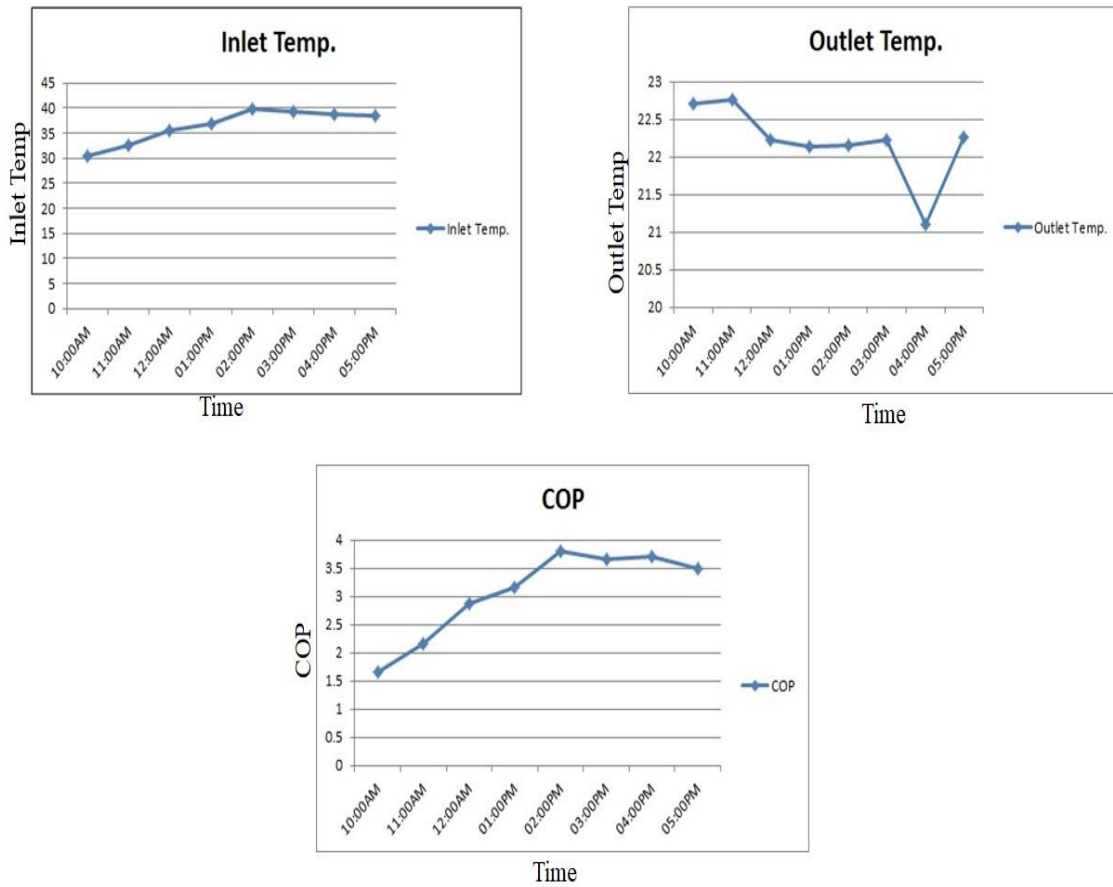 Inlet Temp.
45
40
35
30
25
20
15
10
5
0
Inlet Temp
Inlet Temp.
10:00AM
11:00AM
12:00AM
01:00PM
02:00PM
03:00PM
04:00PM
05:00PM
Time
Outlet Temp.
23
22.5
22
21.5
21
20.5
20
Outlet Temp
Outlet Temp.
10:00AM
11:00AM
12:00AM
01:00PM
02:00PM
03:00PM
04:00PM
05:00PM
Time
COP
4
3.5
3
2.5
2
1.5
1
0.5
0
COP
COP
10:00AM
11:00AM
12:00AM
01:00PM
02:00PM
03:00PM
04:00PM
05:00PM
Time